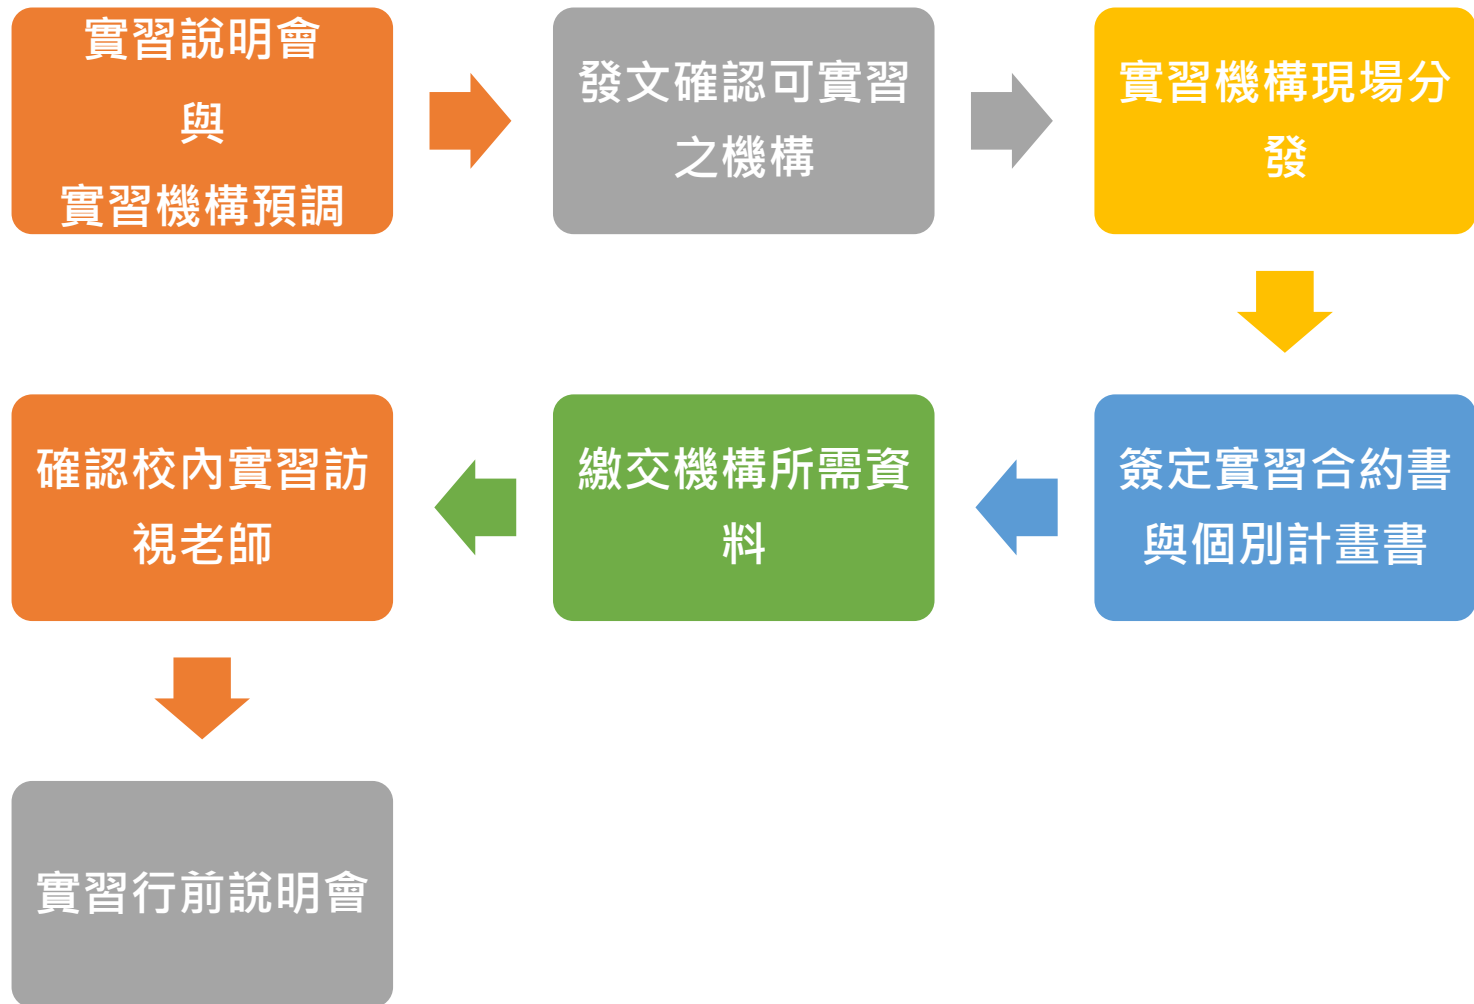 實習說明會
與
實習機構預調
發文確認可實習
之機構
實習機構現場分
發
簽定實習合約書
與個別計畫書
繳交機構所需資
料
確認校內實習訪
視老師
實習行前說明會